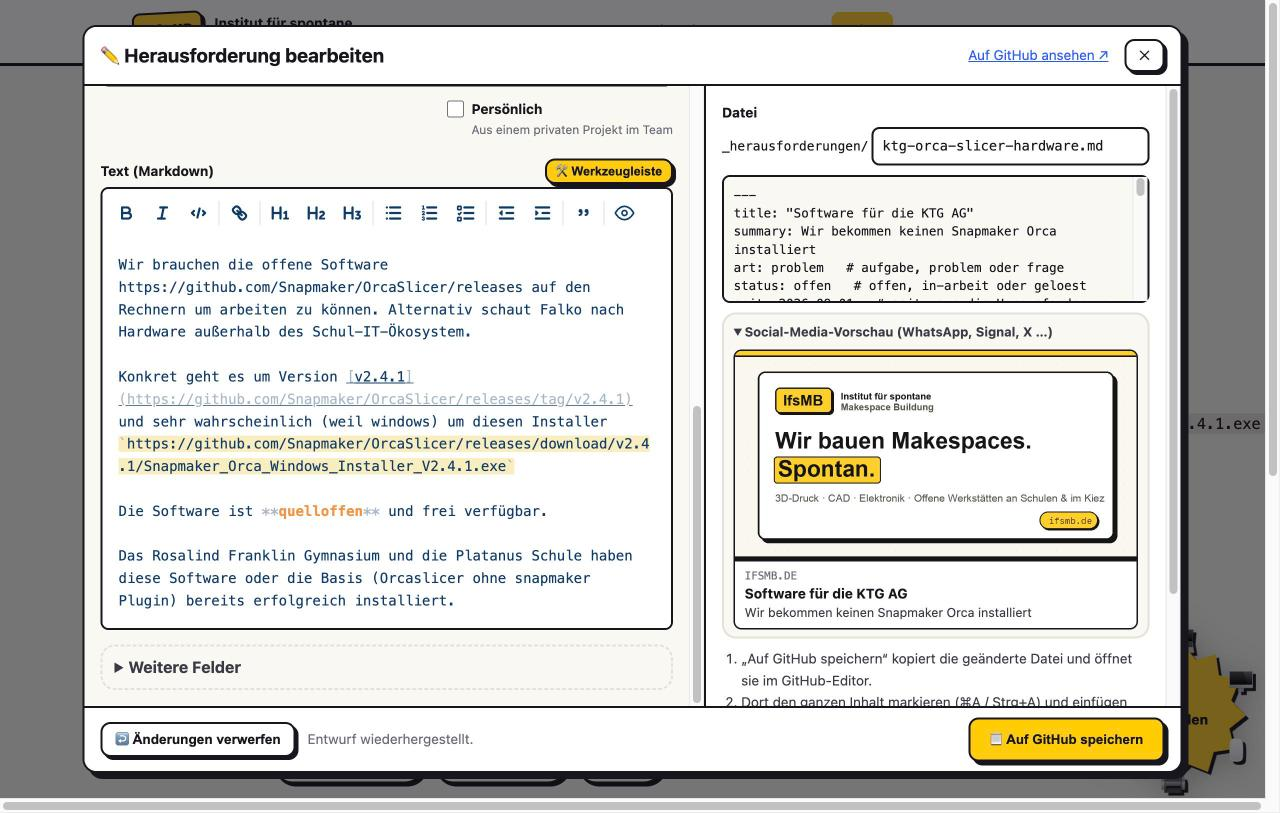 Institut für spontane
✏️ Herausforderung bearbeiten
Auf GitHub ansehen ↗
×
Persönlich
Aus einem privaten Projekt im Team
Text (Markdown)
🛠️ Werkzeugleiste
B I </> H1 H2 H3
Wir brauchen die offene Software
https://github.com/Snapmaker/OrcaSlicer/releases auf den
Rechnern um arbeiten zu können. Alternativ schaut Falko nach
Hardware außerhalb des Schul-IT-Ökosystem.
Konkret geht es um Version [v2.4.1]
(https://github.com/Snapmaker/OrcaSlicer/releases/tag/v2.4.1)
und sehr wahrscheinlich (weil windows) um diesen Installer
`https://github.com/Snapmaker/OrcaSlicer/releases/download/v2.4
.1/Snapmaker_Orca_Windows_Installer_V2.4.1.exe`
Die Software ist **quelloffen** und frei verfügbar.
Das Rosalind Franklin Gymnasium und die Platanus Schule haben
diese Software oder die Basis (Orcaslicer ohne snapmaker
Plugin) bereits erfolgreich installiert.
▶ Weitere Felder
Datei
_herausforderungen/ ktg-orca-slicer-hardware.md
---
title: "Software für die KTG AG"
summary: Wir bekommen keinen Snapmaker Orca
installiert
art: problem   # aufgabe, problem oder frage
status: offen   # offen, in-arbeit oder geloest
▼ Social-Media-Vorschau (WhatsApp, Signal, X …)
IfsMB
Institut für spontane
Makespace Buildung
Wir bauen Makespaces.
Spontan.
3D-Druck · CAD · Elektronik · Offene Werkstätten an Schulen & im Kiez
ifsmb.de
IFSMB.DE
Software für die KTG AG
Wir bekommen keinen Snapmaker Orca installiert
1. „Auf GitHub speichern“ kopiert die geänderte Datei und öffnet
sie im GitHub-Editor.
2. Dort den ganzen Inhalt markieren (⌘A / Strg+A) und einfügen
.4.1.exe
len
↩️ Änderungen verwerfen
Entwurf wiederhergestellt.
📋 Auf GitHub speichern